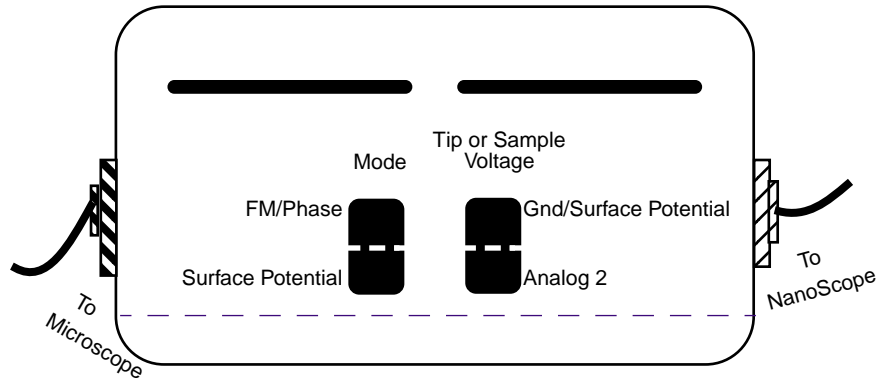 Tip or Sample
Voltage
Mode
FM/Phase
Gnd/Surface Potential
Surface Potential
Analog 2
To
Microscope
To
NanoScope